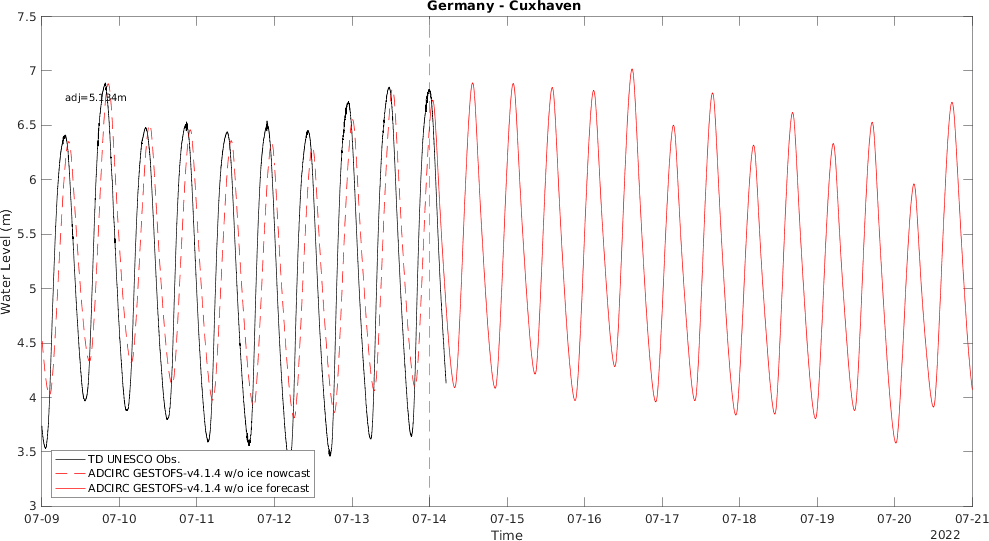 Germany - Cuxhaven
7.5
7
6.5
6
5.5
5
4.5
4
3.5
3
Water Level (m)
adj=5.134m
TD UNESCO Obs.
ADCIRC GESTOFS-v4.1.4 w/o ice nowcast
ADCIRC GESTOFS-v4.1.4 w/o ice forecast
07-09 07-10 07-11 07-12 07-13 07-14 07-15 07-16 07-17 07-18 07-19 07-20 07-21
Time
2022